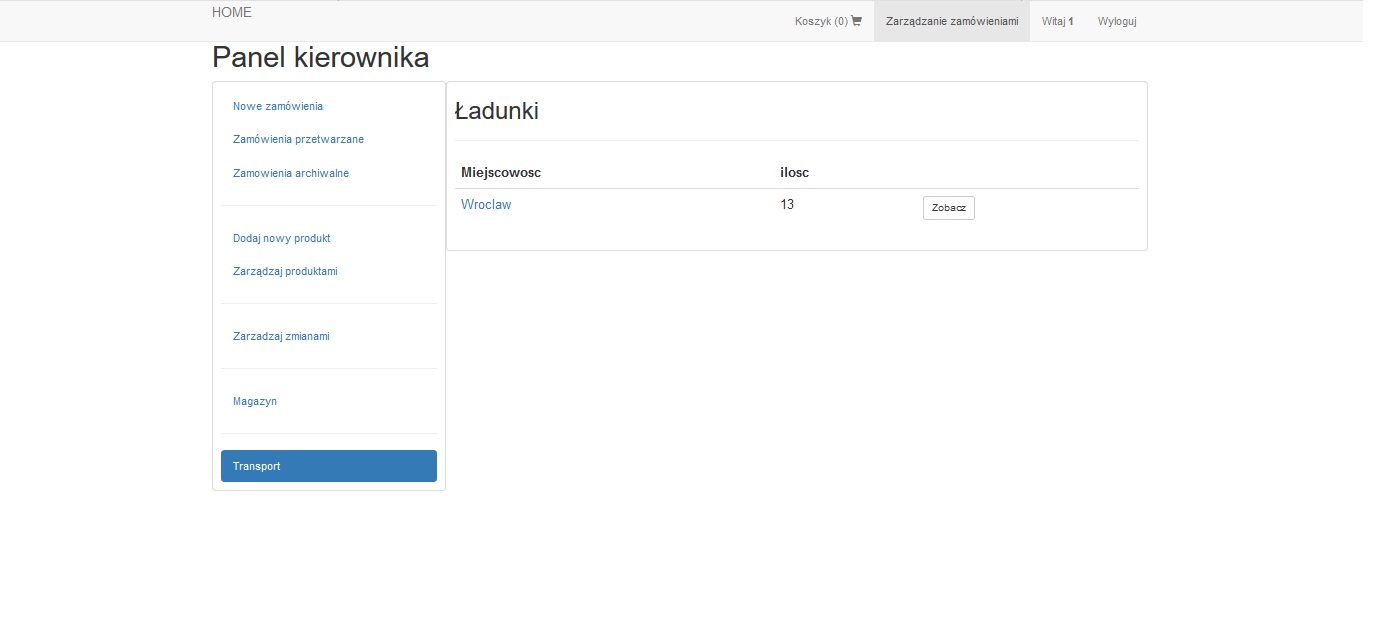 HOME
Koszyk (0)
Zarządzanie zamówieniami
Witaj 1
Wyloguj
Panel kierownika
Nowe zamówienia
Zamówienia przetwarzane
Zamowienia archiwalne
Dodaj nowy produkt
Zarządzaj produktami
Zarzadzaj zmianami
Magazyn
Transport
Ładunki
Miejscowosc ilosc
Wroclaw 13 Zobacz